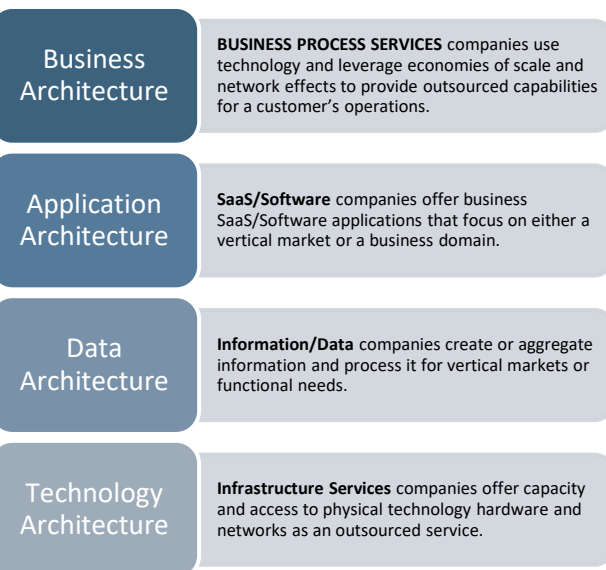 Business
Architecture
BUSINESS PROCESS SERVICES companies use
technology and leverage economies of scale and
network effects to provide outsourced capabilities
for a customer’s operations.
Application
Architecture
SaaS/Software companies offer business
SaaS/Software applications that focus on either a
vertical market or a business domain.
Data
Architecture
Information/Data companies create or aggregate
information and process it for vertical markets or
functional needs.
Technology
Architecture
Infrastructure Services companies offer capacity
and access to physical technology hardware and
networks as an outsourced service.